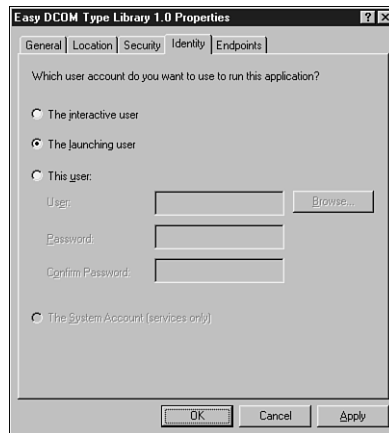 Easy DCOM Type Library 1.0 Properties
General Location Security Identity Endpoints
Which user account do you want to use to run this application?
The interactive user
The launching user
This user:
User:
Browse...
Password:
Confirm Password:
The System Account (services only)
OK Cancel Apply